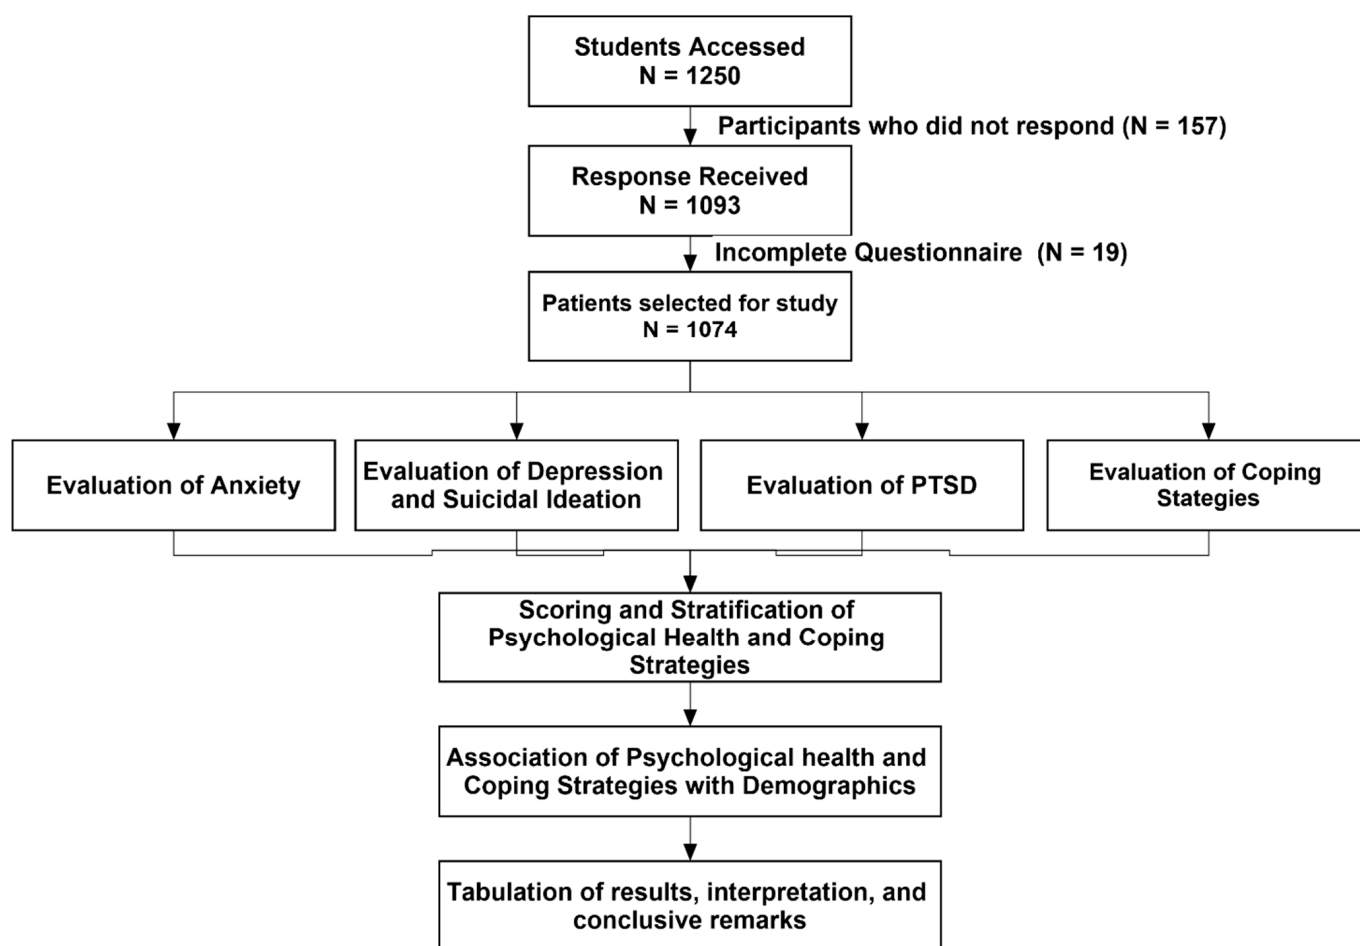 Students Accessed
N = 1250
Participants who did not respond (N = 157)
Response Received
N = 1093
Incomplete Questionnaire  (N = 19)
Patients selected for study
N = 1074
Evaluation of Anxiety
Evaluation of Depression
and Suicidal Ideation
Evaluation of PTSD
Evaluation of Coping
Stategies
Scoring and Stratification of
Psychological Health and Coping
Strategies
Association of Psychological health and
Coping Strategies with Demographics
Tabulation of results, interpretation, and
conclusive remarks